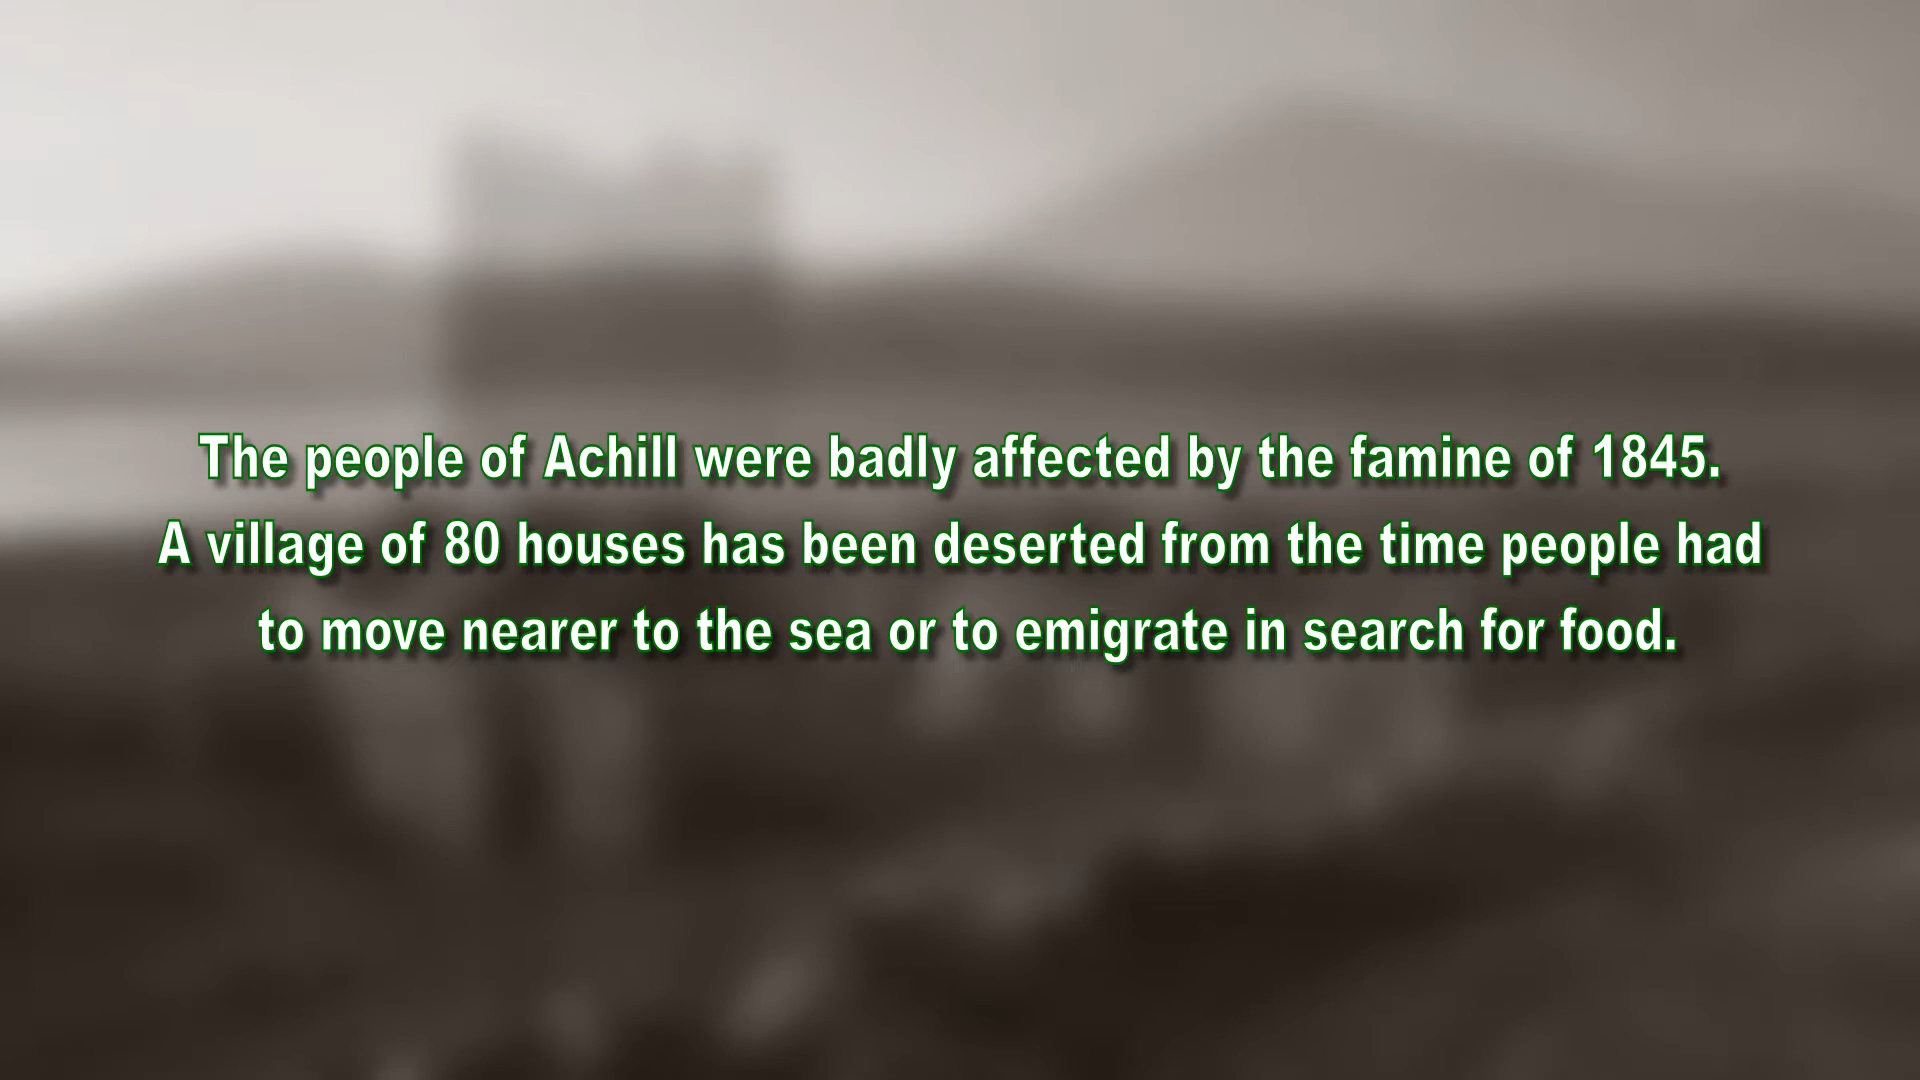 The people of Achill were badly affected by the famine of 1845.
A village of 80 houses has been deserted from the time people had
to move nearer to the sea or to emigrate in search for food.